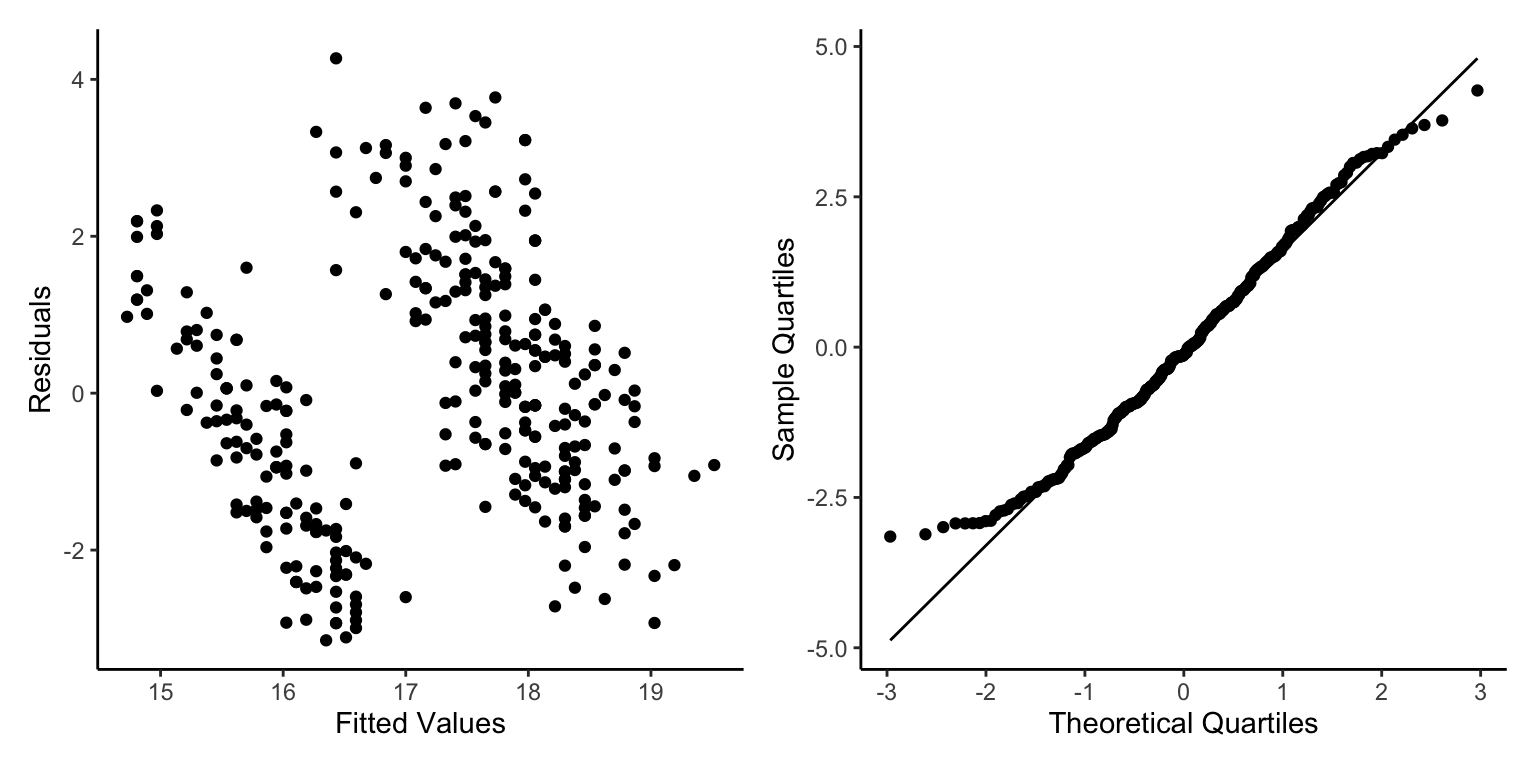 4
2
0
-2
15 16 17 18 19
Residuals
Fitted Values
5.0
2.5
0.0
-2.5
-5.0
-3 -2 -1 0 1 2 3
Sample Quartiles
Theoretical Quartiles